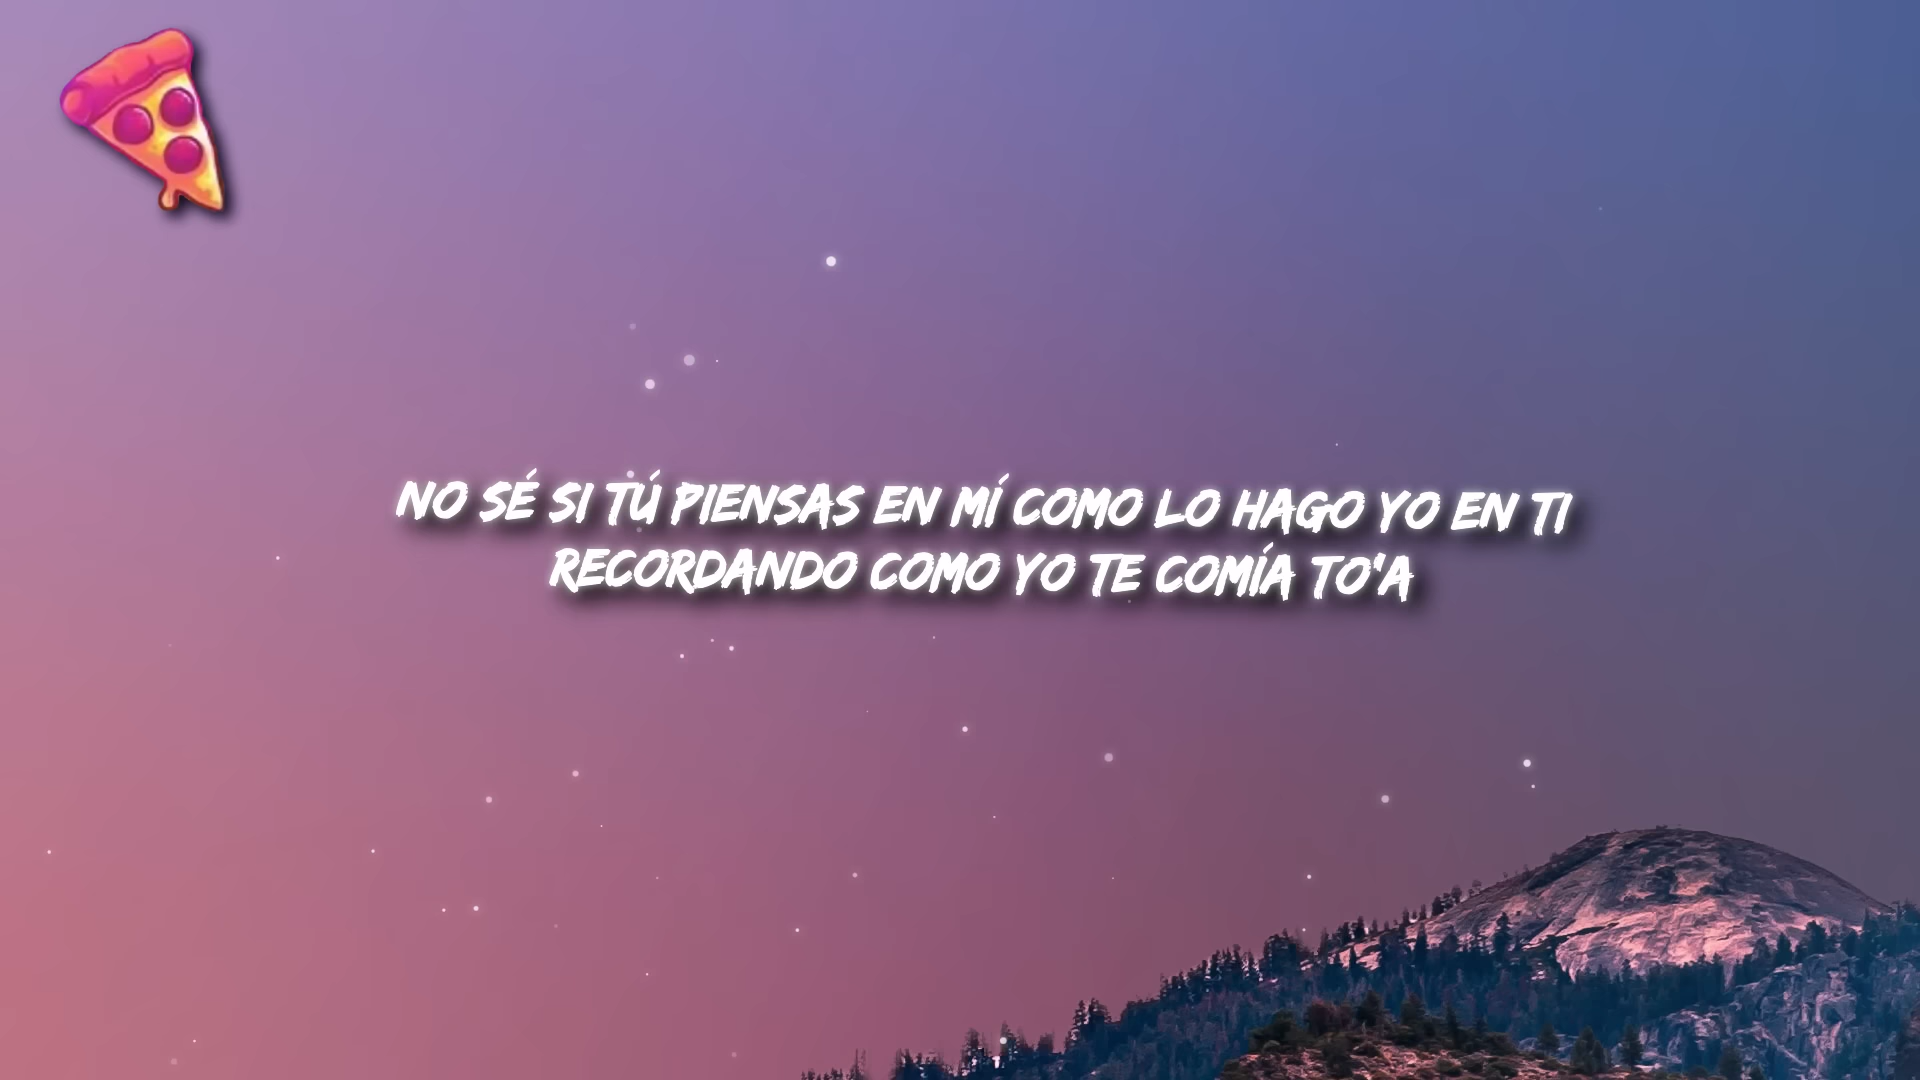 NO SÉ SI TÚ PIENSAS EN MÍ COMO LO HAGO YO EN TI
RECORDANDO COMO YO TE COMÍA TO'A